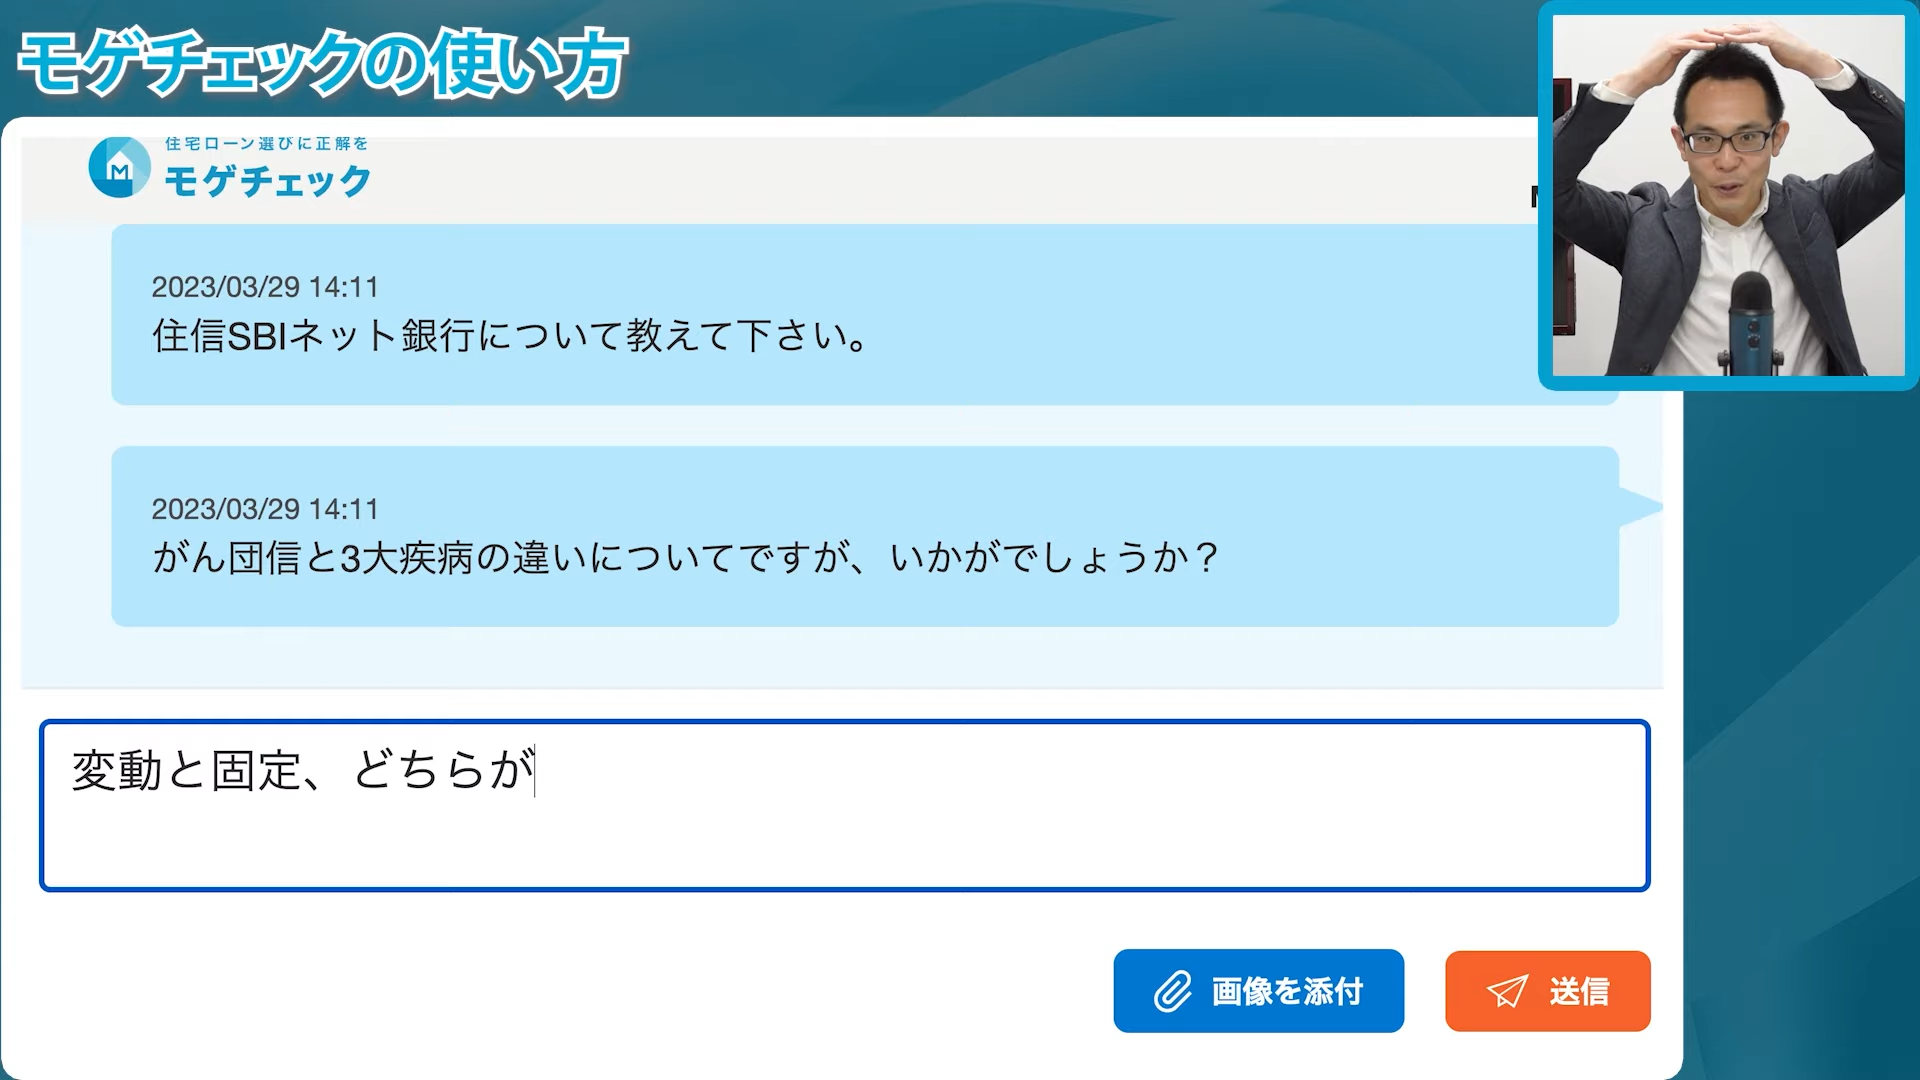 モゲチェックの使い方
住宅ローン選びに正解を
モゲチェック
2023/03/29 14:11
住信SBIネット銀行について教えて下さい。
2023/03/29 14:11
がん団信と3大疾病の違いについてですが、いかがでしょうか？
変動と固定、どちらが
画像を添付
送信